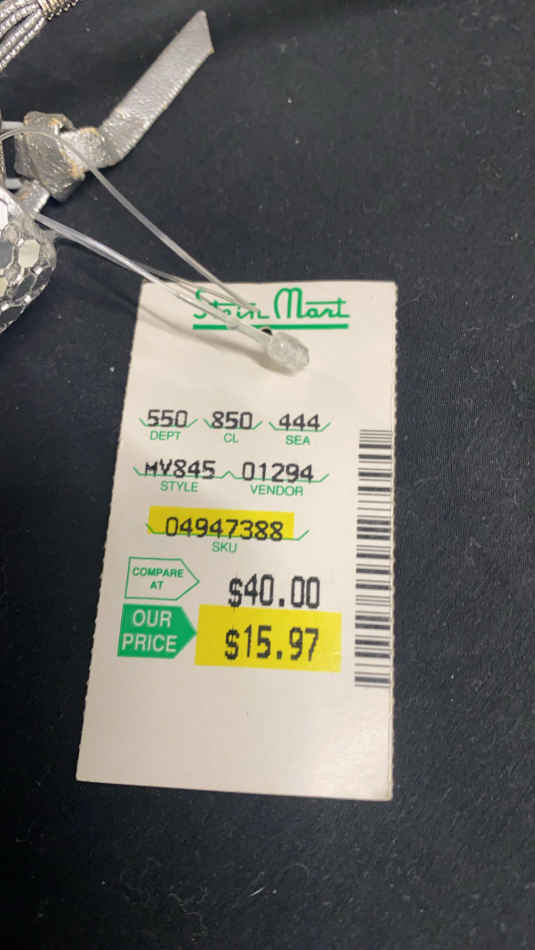 Stein Mart
550 850 444
DEPT CL SEA
MV845 01294
STYLE VENDOR
04947388
SKU
COMPARE
AT
$40.00
OUR
PRICE
$15.97